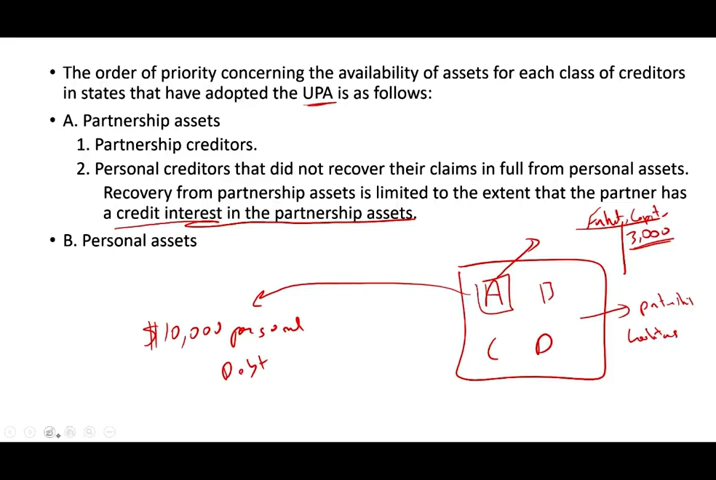 • The order of priority concerning the availability of assets for each class of creditors
in states that have adopted the UPA is as follows:
• A. Partnership assets
1. Partnership creditors.
2. Personal creditors that did not recover their claims in full from personal assets.
Recovery from partnership assets is limited to the extent that the partner has
a credit interest in the partnership assets.
• B. Personal assets
3,000
A B
C D
$10,000 personal
Debt